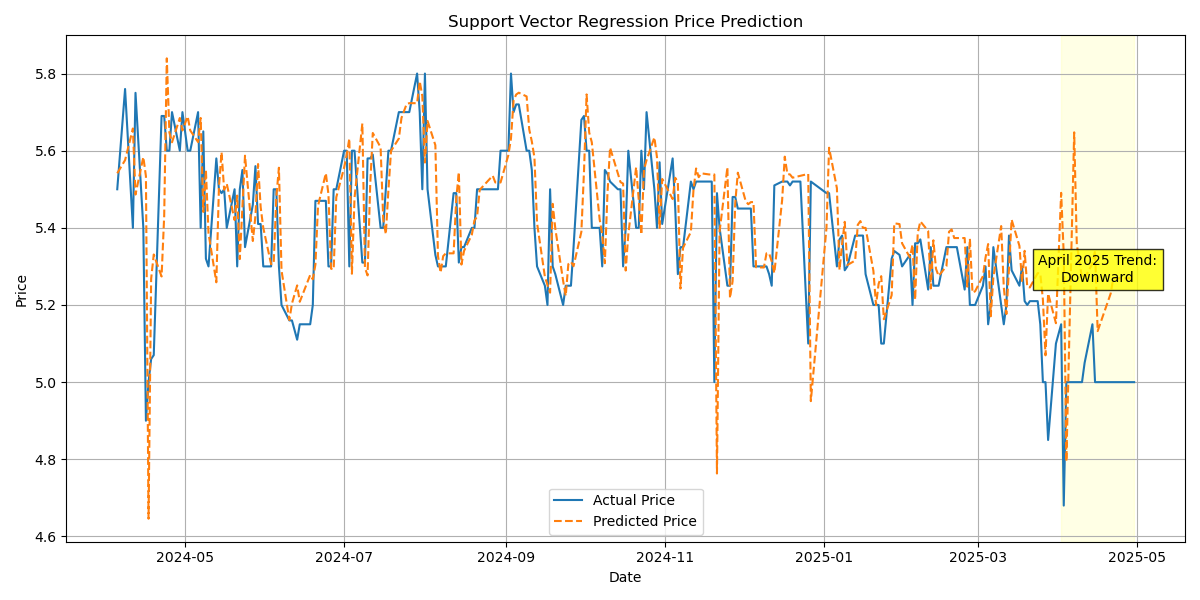 Support Vector Regression Price Prediction
Price
5.8
5.6
5.4
5.2
5.0
4.8
4.6
April 2025 Trend:
Downward
Actual Price
Predicted Price
2024-05
2024-07
2024-09
2024-11
2025-01
2025-03
2025-05
Date